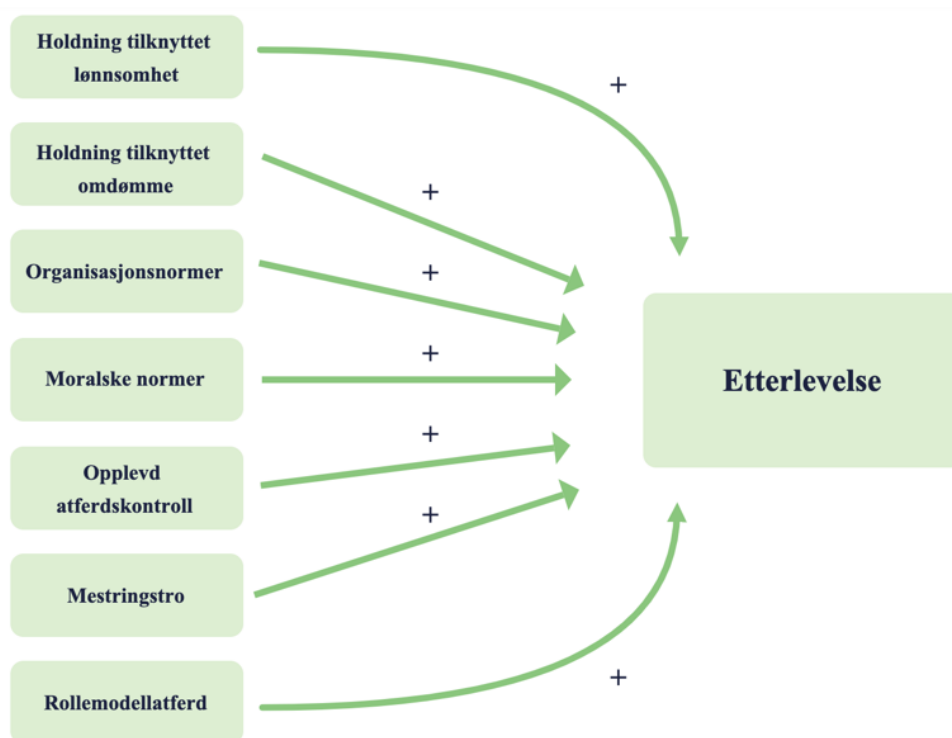 Holdning tilknyttet
lønnsomhet
+
Holdning tilknyttet
omdømme
+
Organisasjonsnormer
+
Moralske normer
+
Etterlevelse
Opplevd
atferdskontroll
+
Mestringstro
+
Rollemodellatferd
+